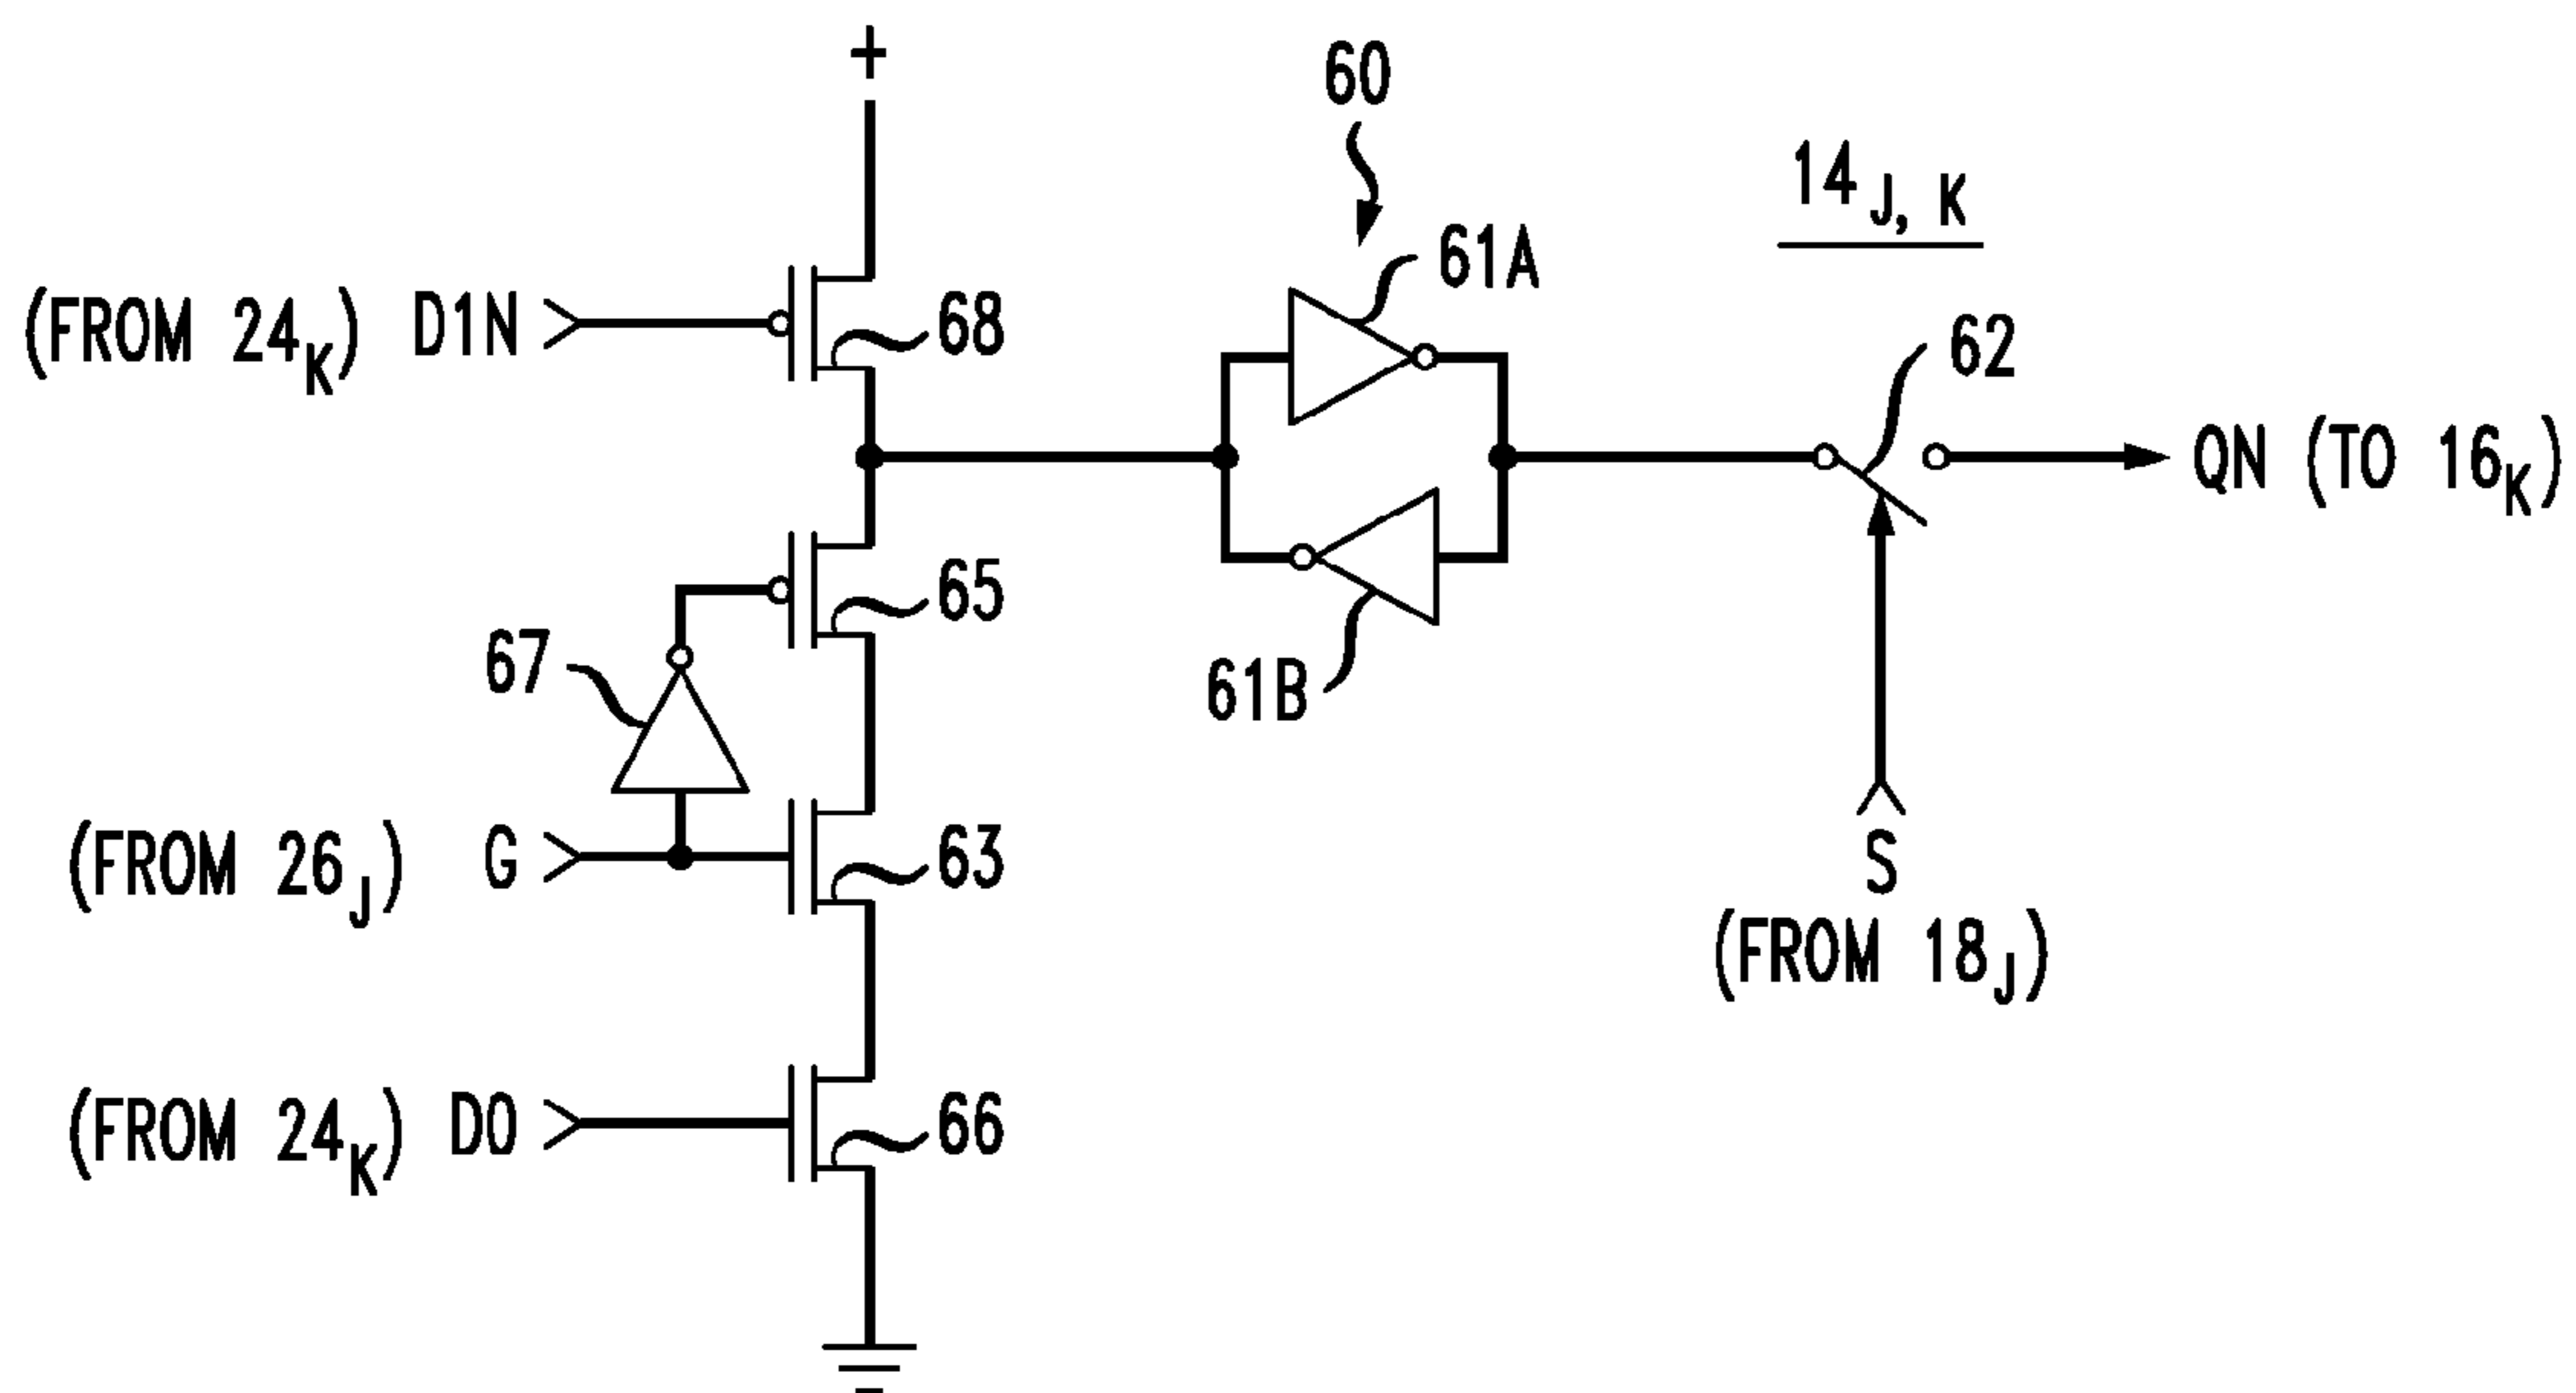 +
60
14J, K
61A
(FROM 24K) D1N
68
62
QN (TO 16K)
65
67
61B
(FROM 26J) G
63
S
(FROM 18J)
(FROM 24K) D0
66